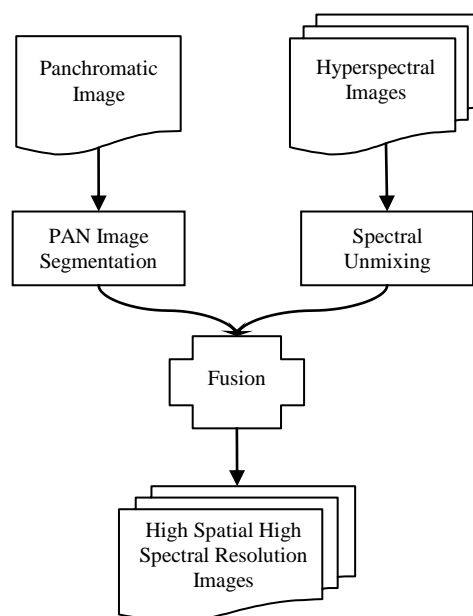 Panchromatic
Image
Hyperspectral
Images
PAN Image
Segmentation
Spectral
Unmixing
Fusion
High Spatial High
Spectral Resolution
Images